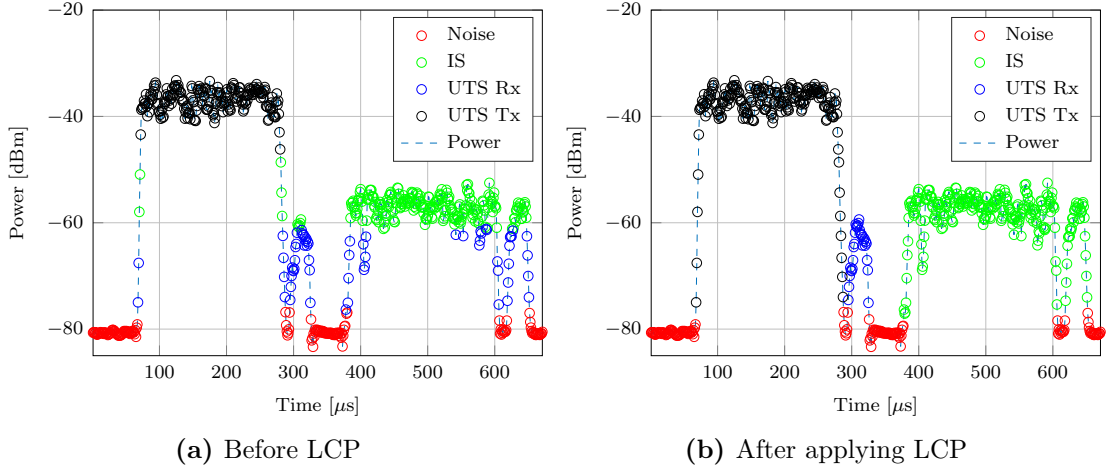 −20
−40
−60
−80
Power [dBm]
100 200 300 400 500 600
Time [μs]
Noise
IS
UTS Rx
UTS Tx
Power
(a) Before LCP
−20
−40
−60
−80
Power [dBm]
100 200 300 400 500 600
Time [μs]
Noise
IS
UTS Rx
UTS Tx
Power
(b) After applying LCP